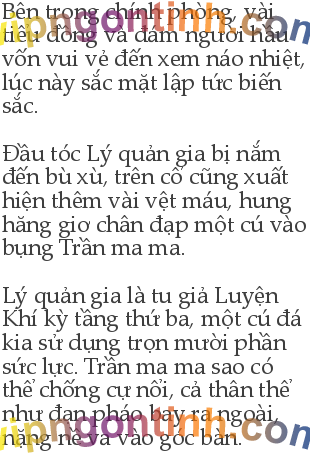 Bên trong chính phòng, vài
tiểu đồng và đám người hầu
vốn vui vẻ đến xem náo nhiệt,
lúc này sắc mặt lập tức biến
sắc.
Đầu tóc Lý quản gia bị nắm
đến bù xù, trên cổ cũng xuất
hiện thêm vài vệt máu, hung
hăng giơ chân đạp một cú vào
bụng Trần ma ma.
Lý quản gia là tu giả Luyện
Khí kỳ tầng thứ ba, một cú đá
kia sử dụng trọn mười phần
sức lực. Trần ma ma sao có
thể chống cự nổi, cả thân thể
như đạn pháo bay ra ngoài,
nặng nề va vào góc bàn.
vipngontinh.com
vipngontinh.com